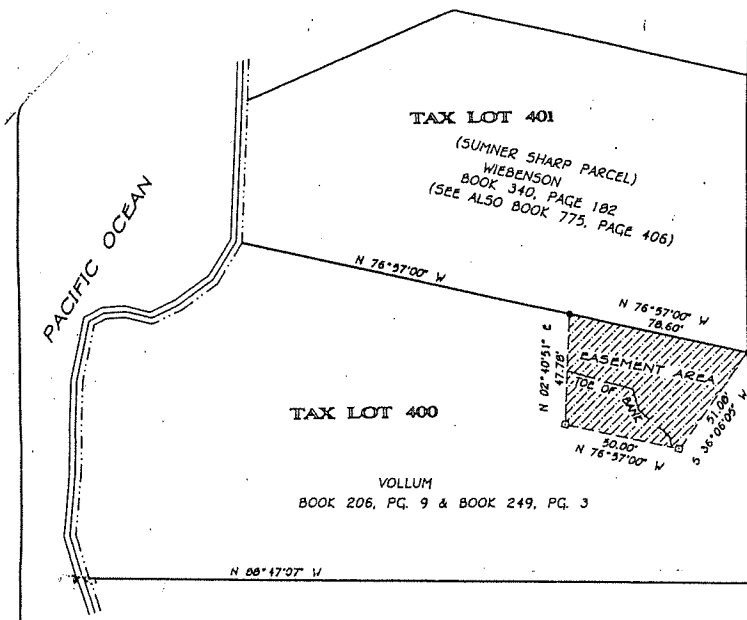 TAX LOT 401
(SUMNER SHARP PARCEL)
WIEBENSON
BOOK 340, PAGE 182
(SEE ALSO BOOK 775, PAGE 406)
PACIFIC OCEAN
N 76°57'00" W
N 76°57'00" W
78.60'
EASEMENT AREA
N 02°40'51" E
47.78'
TOE OF BANK
51.00'
S 36°06'05" W
50.00'
N 76°57'00" W
TAX LOT 400
VOLLUM
BOOK 206, PG. 9 & BOOK 249, PG. 3
N 88°47'07" W